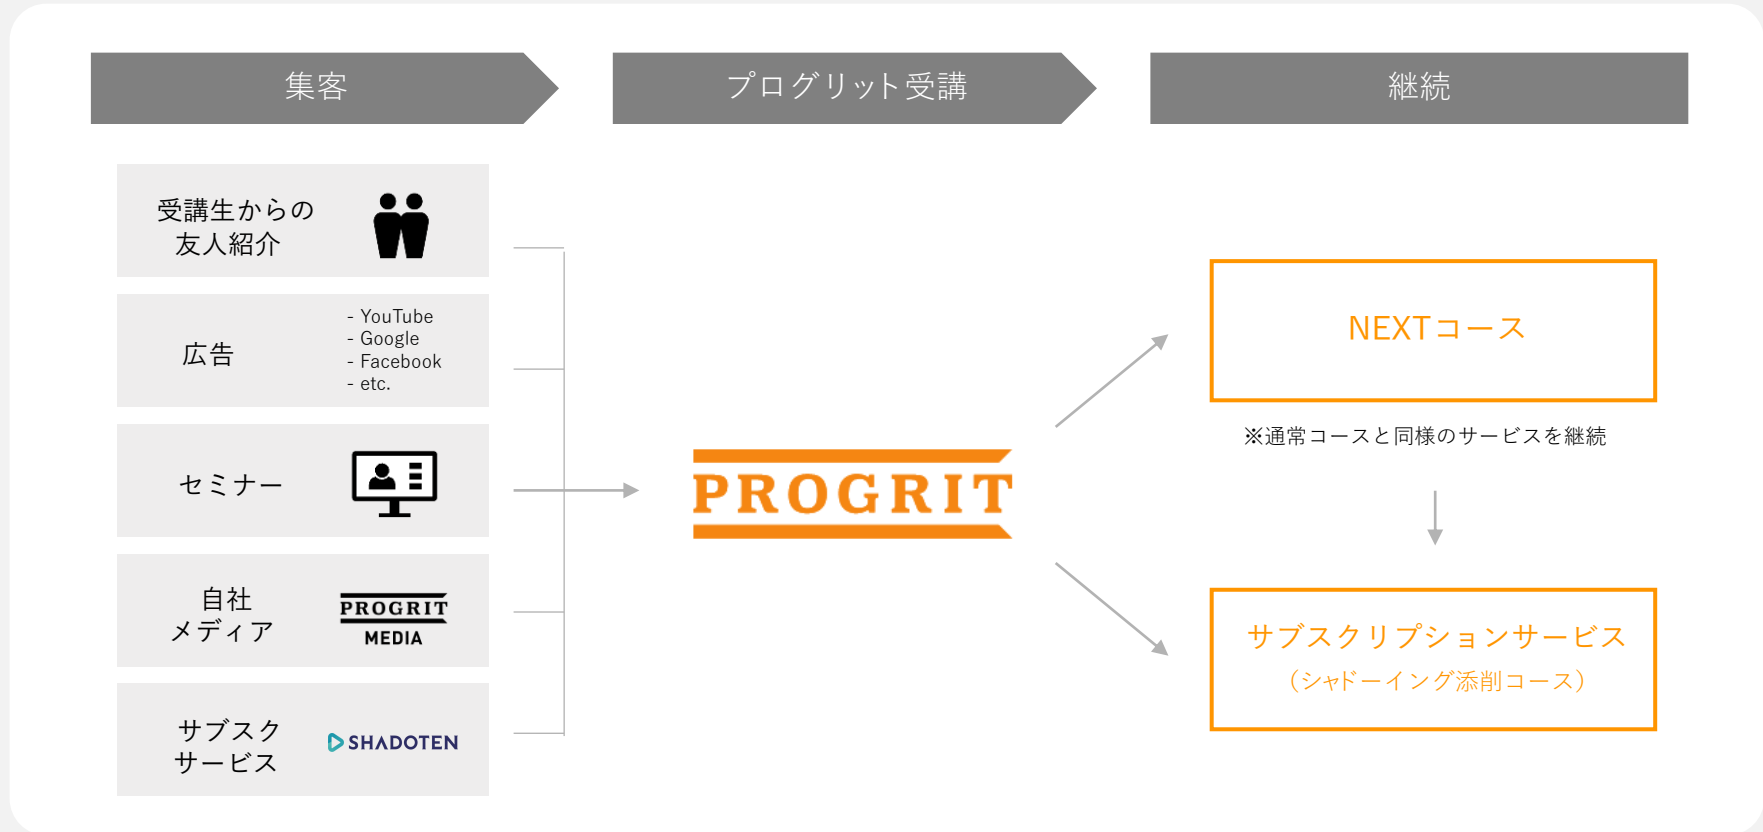 集客
プログリット受講
継続
受講生からの
友人紹介
広告
- YouTube
- Google
- Facebook
- etc.
セミナー
自社
メディア
PROGRIT
MEDIA
サブスク
サービス
SHADOTEN
PROGRIT
NEXTコース
※通常コースと同様のサービスを継続
サブスクリプションサービス
（シャドーイング添削コース）